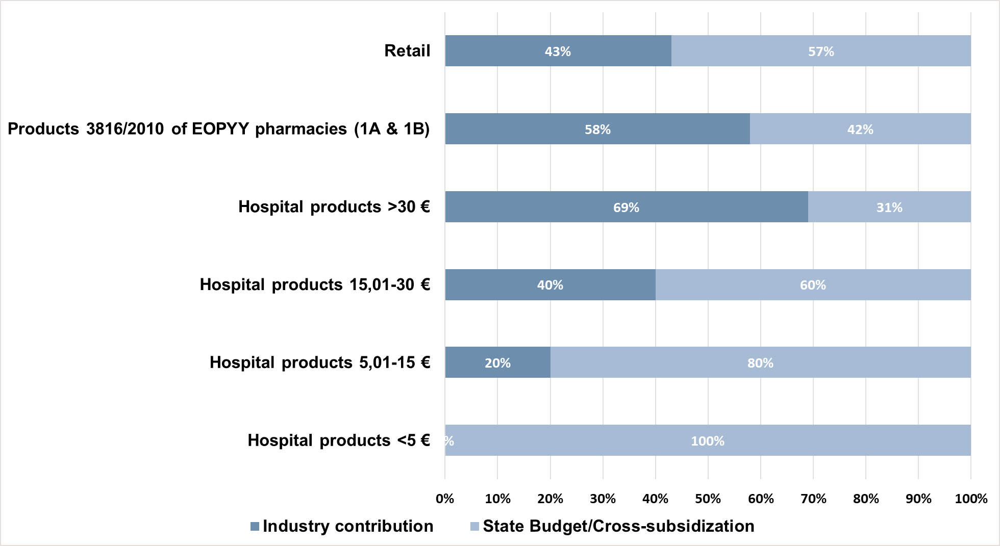 Retail
43%
57%
Products 3816/2010 of EOPYY pharmacies (1A & 1B)
58%
42%
Hospital products >30 €
69%
31%
Hospital products 15,01-30 €
40%
60%
Hospital products 5,01-15 €
20%
80%
Hospital products <5 €
%
100%
0% 10% 20% 30% 40% 50% 60% 70% 80% 90% 100%
Industry contribution State Budget/Cross-subsidization